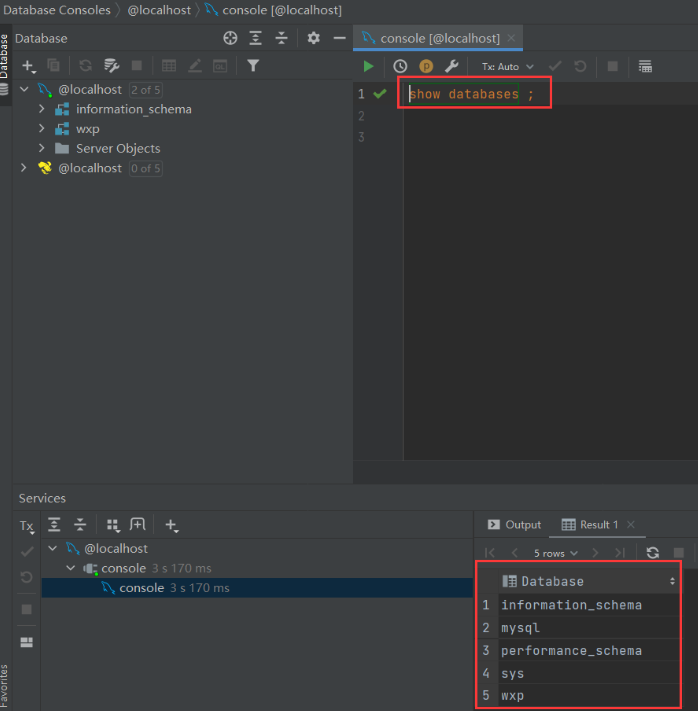 Database Consoles
@localhost
console [@localhost]
Database
Database
console [@localhost]
Tx: Auto
@localhost 2 of 5
information_schema
wxp
Server Objects
@localhost 0 of 5
1
show databases ;
2
3
Services
Tx
@localhost
console 3 s 170 ms
console 3 s 170 ms
Output
Result 1
5 rows
Database
1 information_schema
2 mysql
3 performance_schema
4 sys
5 wxp
Favorites